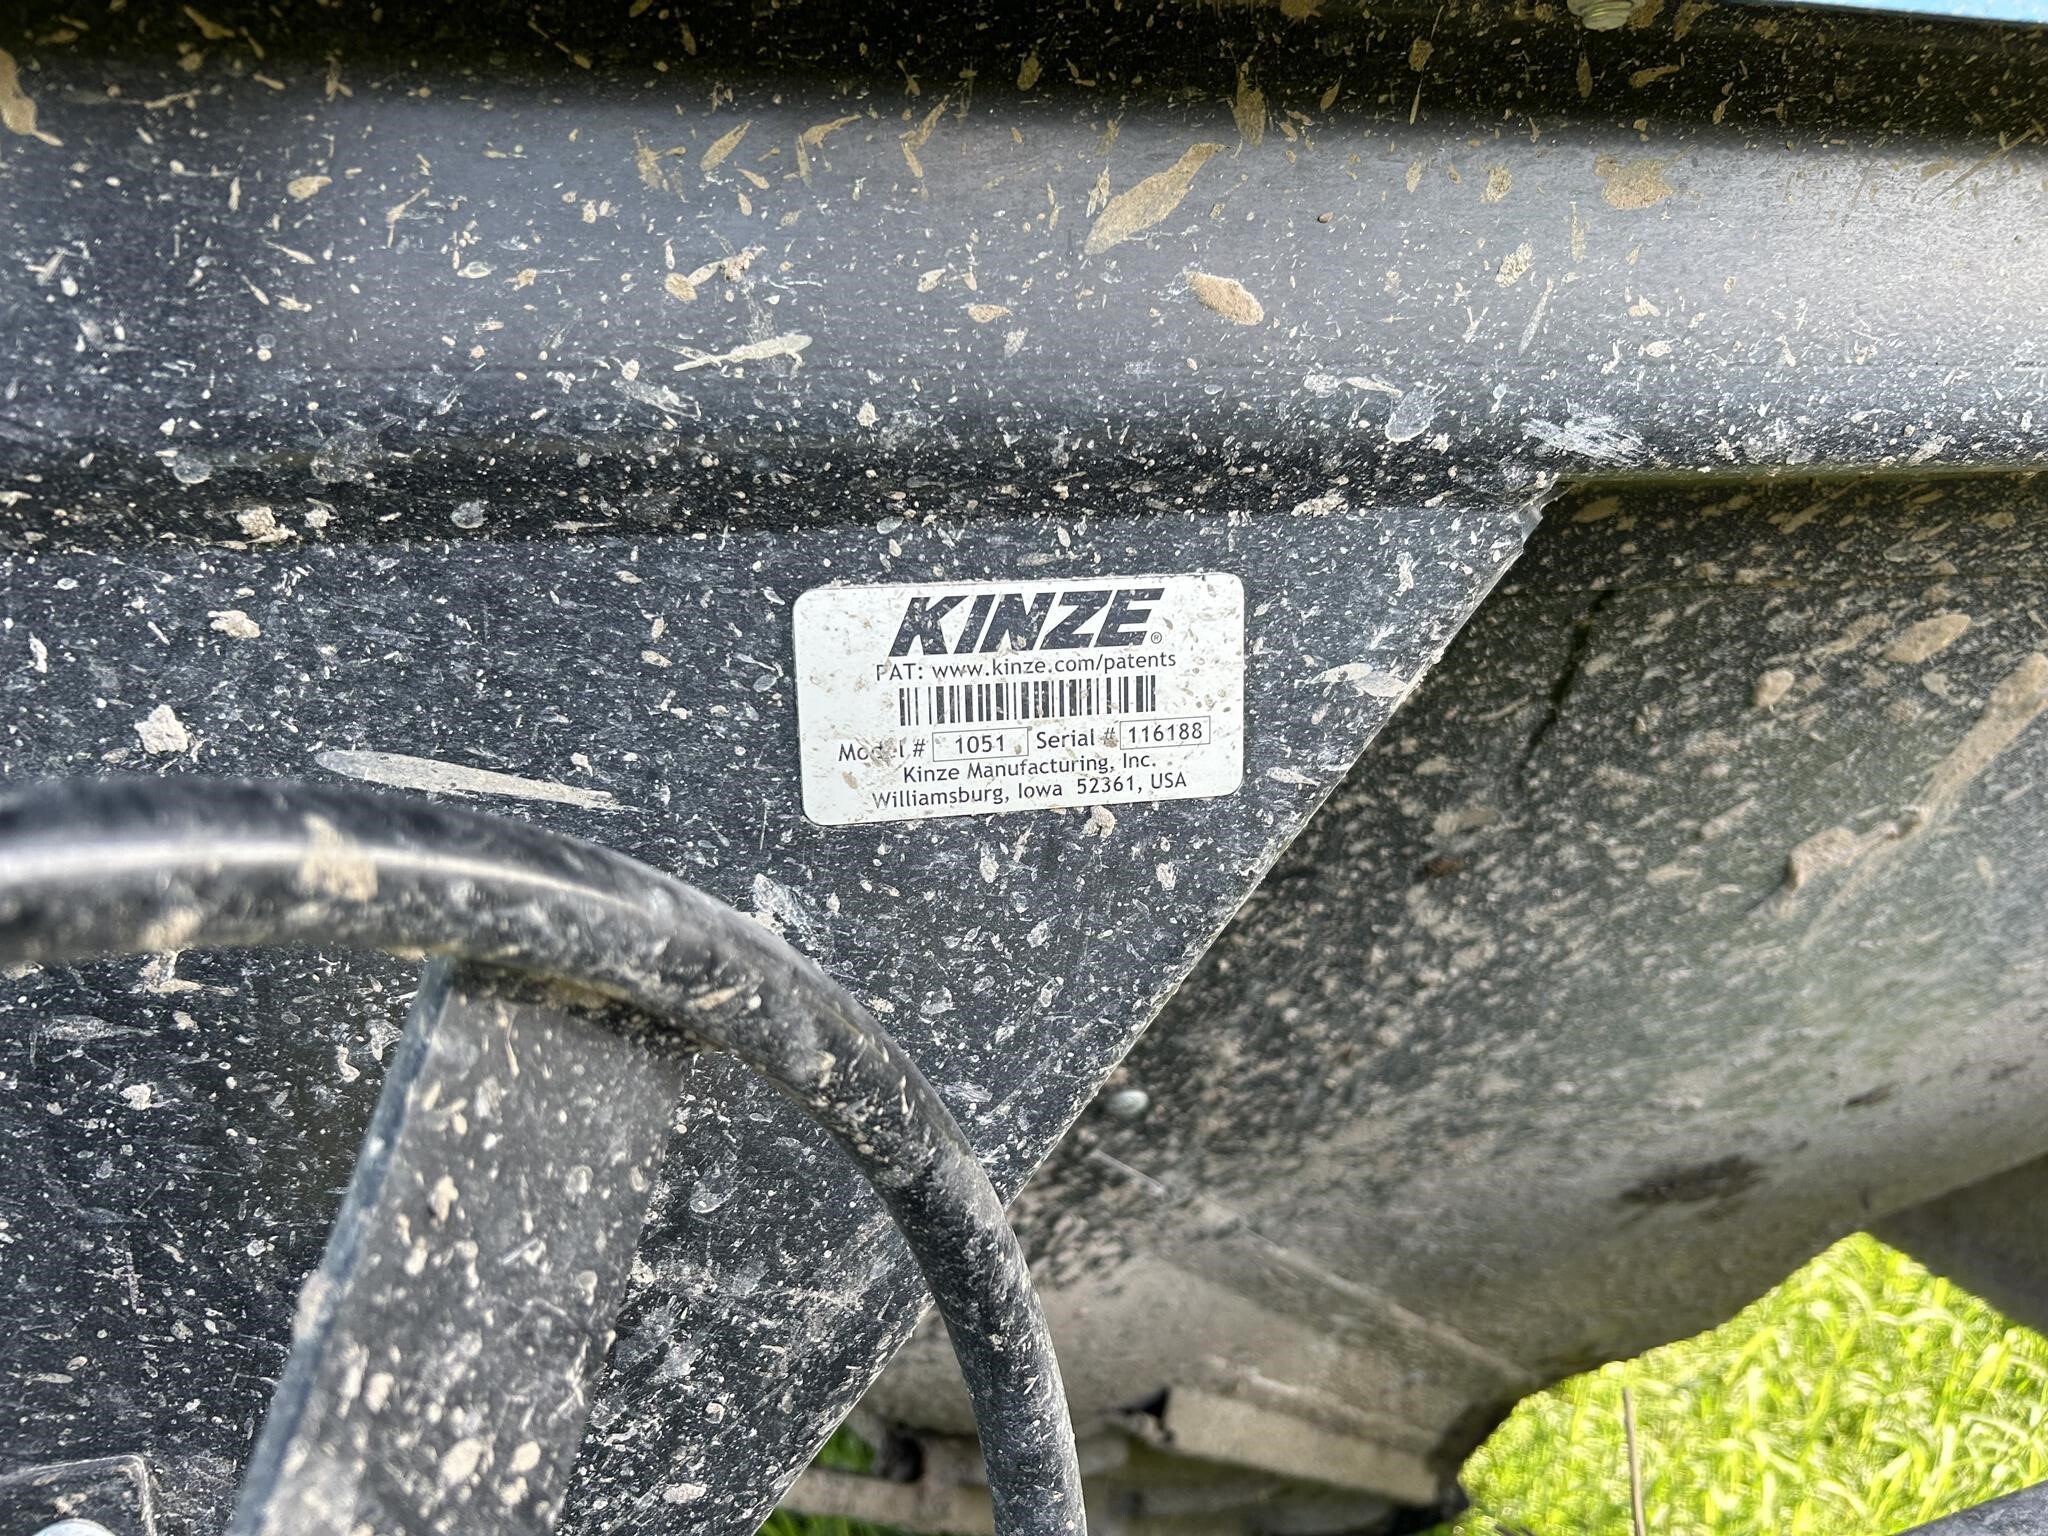 KINZE®
PAT: www.kinze.com/patents
Model # 1051 Serial # 116188
Kinze Manufacturing, Inc.
Williamsburg, Iowa 52361, USA